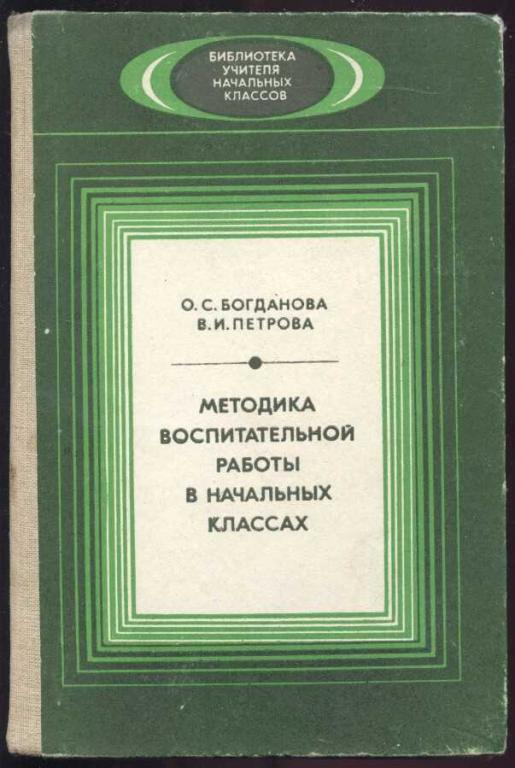 БИБЛИОТЕКА
УЧИТЕЛЯ
НАЧАЛЬНЫХ
КЛАССОВ
О.С.БОГДАНОВА
В.И.ПЕТРОВА
МЕТОДИКА
ВОСПИТАТЕЛЬНОЙ
РАБОТЫ
В НАЧАЛЬНЫХ
КЛАССАХ